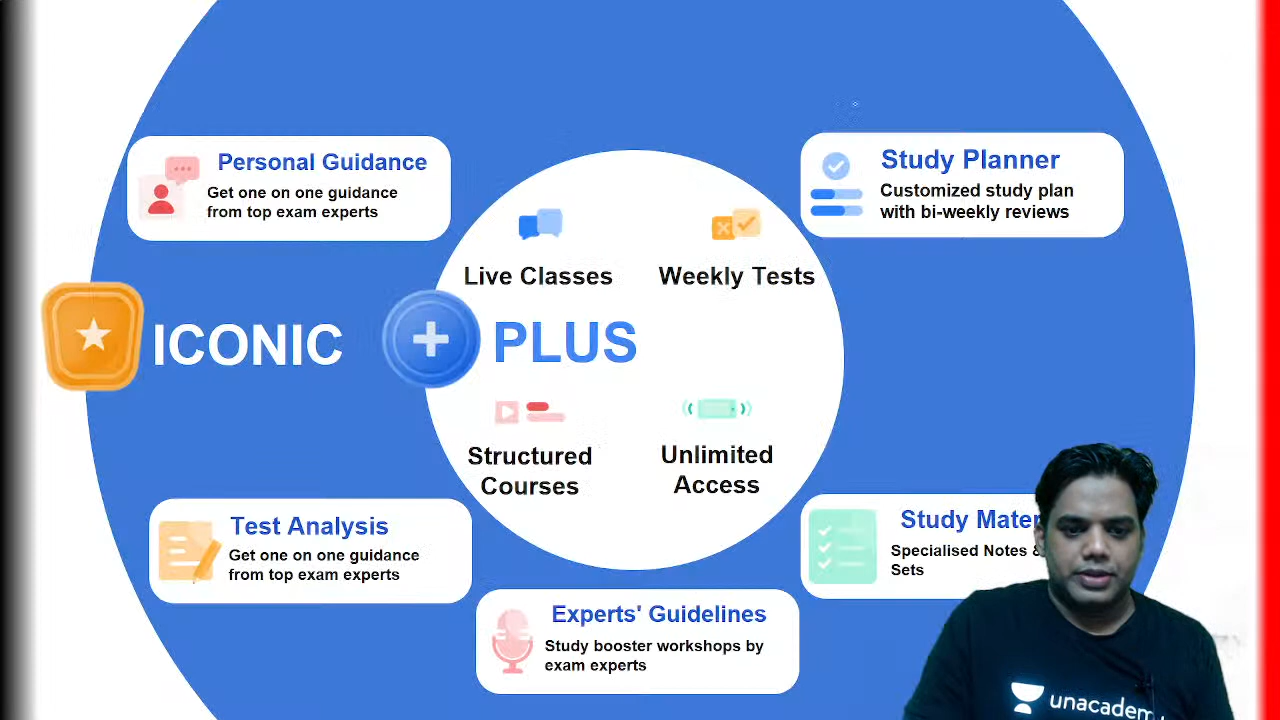 Personal Guidance
Get one on one guidance
from top exam experts
Study Planner
Customized study plan
with bi-weekly reviews
Live Classes
Weekly Tests
ICONIC
PLUS
Structured
Courses
Unlimited
Access
Test Analysis
Get one on one guidance
from top exam experts
Study
Specialised Notes &
Sets
Experts' Guidelines
Study booster workshops by
exam experts